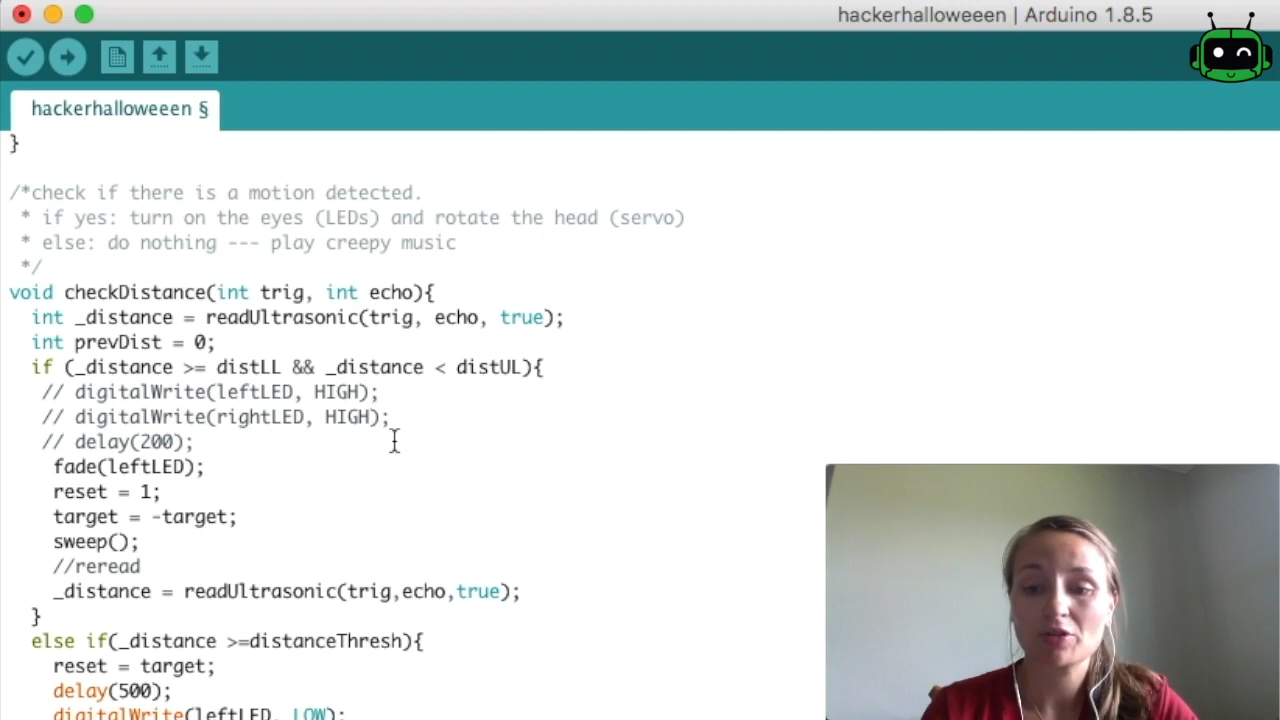 hackerhalloweeen | Arduino 1.8.5
hackerhalloweeen §
}
/*check if there is a motion detected.
* if yes: turn on the eyes (LEDs) and rotate the head (servo)
* else: do nothing --- play creepy music
*/
void checkDistance(int trig, int echo){
int _distance = readUltrasonic(trig, echo, true);
int prevDist = 0;
if (_distance >= distLL && _distance < distUL){
// digitalWrite(leftLED, HIGH);
// digitalWrite(rightLED, HIGH);
// delay(200);
fade(leftLED);
reset = 1;
target = -target;
sweep();
//reread
_distance = readUltrasonic(trig,echo,true);
}
else if(_distance >=distanceThresh){
reset = target;
delay(500);
digitalWrite(leftLED, LOW);